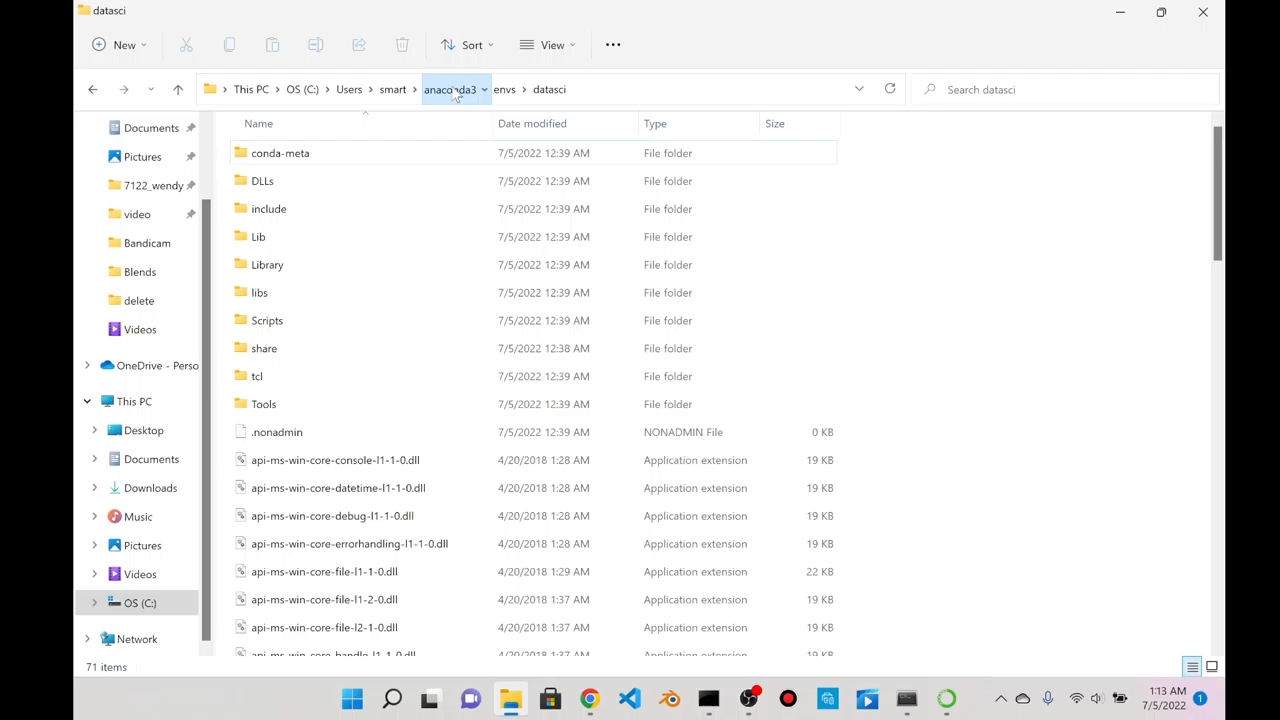 datasci
New
Sort
View
This PC
OS (C:)
Users
smart
anaconda3
envs
datasci
Search datasci
Documents
Pictures
7122_wendy
video
Bandicam
Blends
delete
Videos
OneDrive - Perso
This PC
Desktop
Documents
Downloads
Music
Pictures
Videos
OS (C:)
Network
Name Date modified Type Size
conda-meta 7/5/2022 12:39 AM File folder
DLLs 7/5/2022 12:39 AM File folder
include 7/5/2022 12:39 AM File folder
Lib 7/5/2022 12:39 AM File folder
Library 7/5/2022 12:39 AM File folder
libs 7/5/2022 12:39 AM File folder
Scripts 7/5/2022 12:39 AM File folder
share 7/5/2022 12:38 AM File folder
tcl 7/5/2022 12:39 AM File folder
Tools 7/5/2022 12:39 AM File folder
.nonadmin 7/5/2022 12:39 AM NONADMIN File 0 KB
api-ms-win-core-console-l1-1-0.dll 4/20/2018 1:28 AM Application extension 19 KB
api-ms-win-core-datetime-l1-1-0.dll 4/20/2018 1:28 AM Application extension 19 KB
api-ms-win-core-debug-l1-1-0.dll 4/20/2018 1:28 AM Application extension 19 KB
api-ms-win-core-errorhandling-l1-1-0.dll 4/20/2018 1:28 AM Application extension 19 KB
api-ms-win-core-file-l1-1-0.dll 4/20/2018 1:29 AM Application extension 22 KB
api-ms-win-core-file-l1-2-0.dll 4/20/2018 1:37 AM Application extension 19 KB
api-ms-win-core-file-l2-1-0.dll 4/20/2018 1:37 AM Application extension 19 KB
api-ms-win-core-handle-l1-1-0.dll 4/20/2018 1:37 AM Application extension 19 KB
71 items
1:13 AM
7/5/2022
1